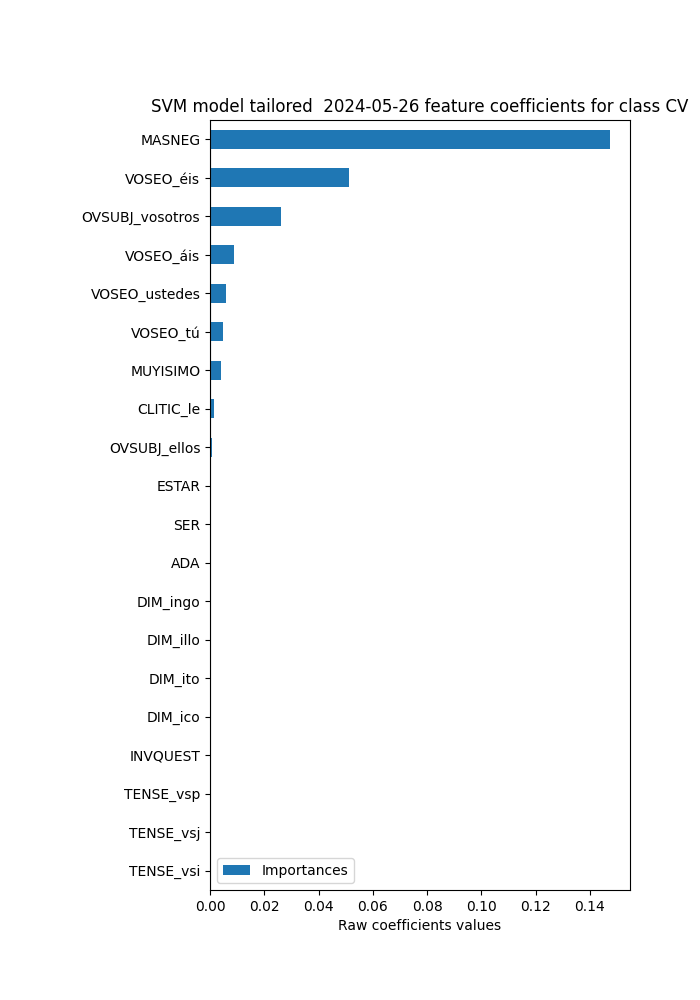 SVM model tailored  2024-05-26 feature coefficients for class CV
MASNEG
VOSEO_éis
OVSUBJ_vosotros
VOSEO_áis
VOSEO_ustedes
VOSEO_tú
MUYISIMO
CLITIC_le
OVSUBJ_ellos
ESTAR
SER
ADA
DIM_ingo
DIM_illo
DIM_ito
DIM_ico
INVQUEST
TENSE_vsp
TENSE_vsj
TENSE_vsi
Importances
0.00 0.02 0.04 0.06 0.08 0.10 0.12 0.14
Raw coefficients values